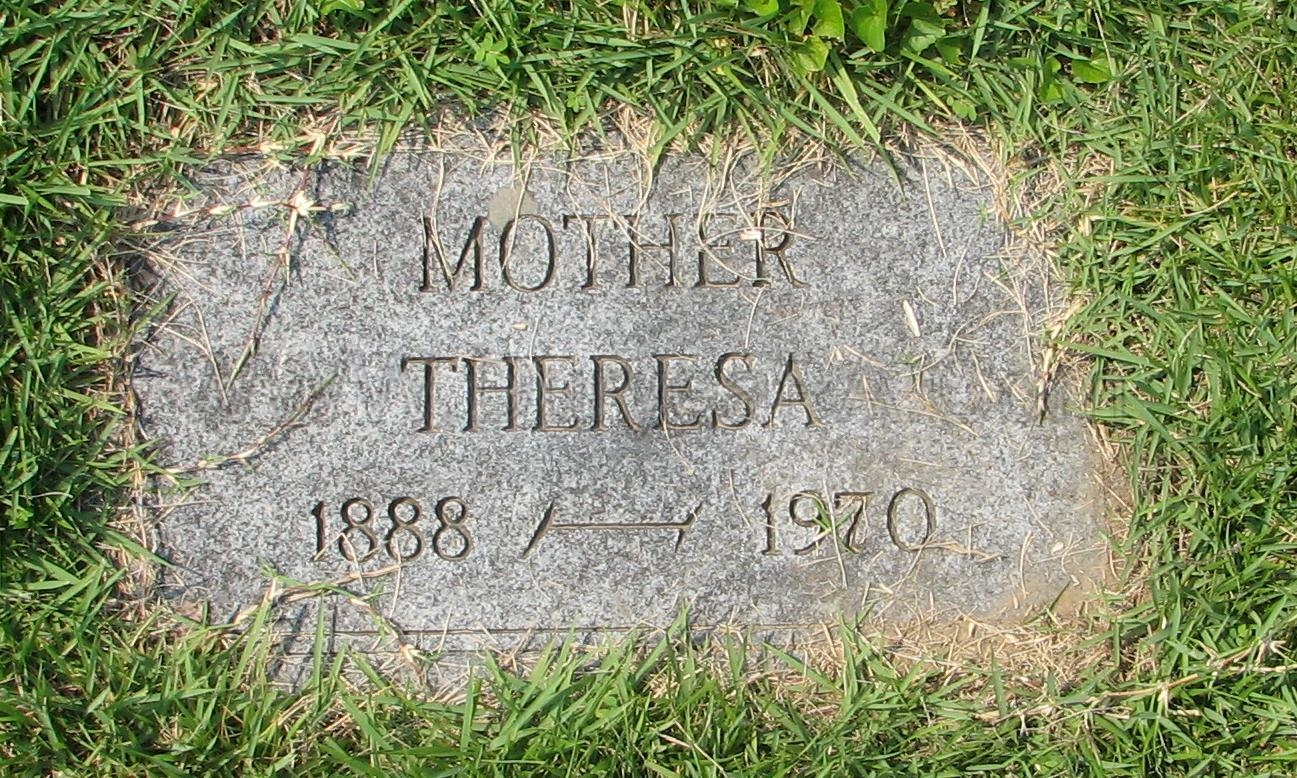 MOTHER
THERESA
1888 — 1970